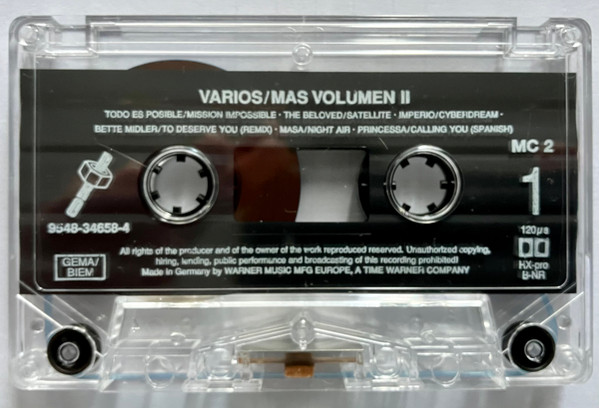 VARIOS/MAS VOLUMEN II
TODO ES POSIBLE/MISSION IMPOSSIBLE · THE BELOVED/SATELLITE · IMPERIO/CYBERDREAM ·
BETTE MIDLER/TO DESERVE YOU (REMIX) · MASA/NIGHT AIR · PRINCESSA/CALLING YOU (SPANISH)
MC 2
1
9548-34658-4
120µs
HX-pro
B-NR
GEMA/
BIEM
All rights of the producer and of the owner of the work reproduced reserved. Unauthorized copying,
hiring, lending, public performance and broadcasting of this recording prohibited!
Made in Germany by WARNER MUSIC MFG EUROPE, A TIME WARNER COMPANY